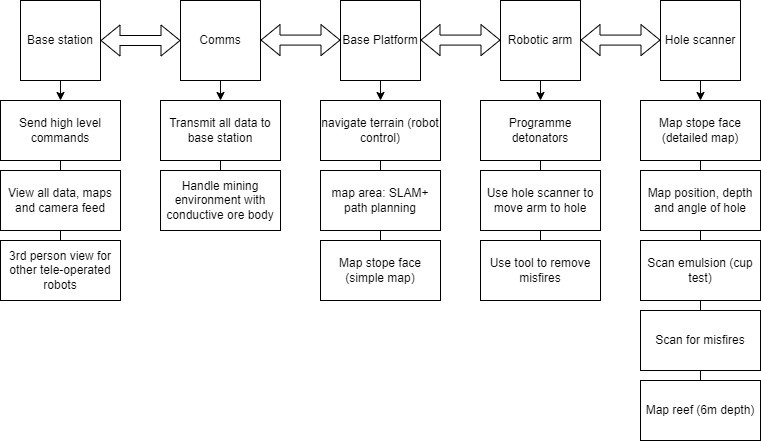 Base station
Comms
Base Platform
Robotic arm
Hole scanner
Send high level
commands
Transmit all data to
base station
navigate terrain (robot
control)
Programme
detonators
Map stope face
(detailed map)
View all data, maps
and camera feed
Handle mining
environment with
conductive ore body
map area: SLAM+
path planning
Use hole scanner to
move arm to hole
Map position, depth
and angle of hole
3rd person view for
other tele-operated
robots
Map stope face
(simple map)
Use tool to remove
misfires
Scan emulsion (cup
test)
Scan for misfires
Map reef (6m depth)